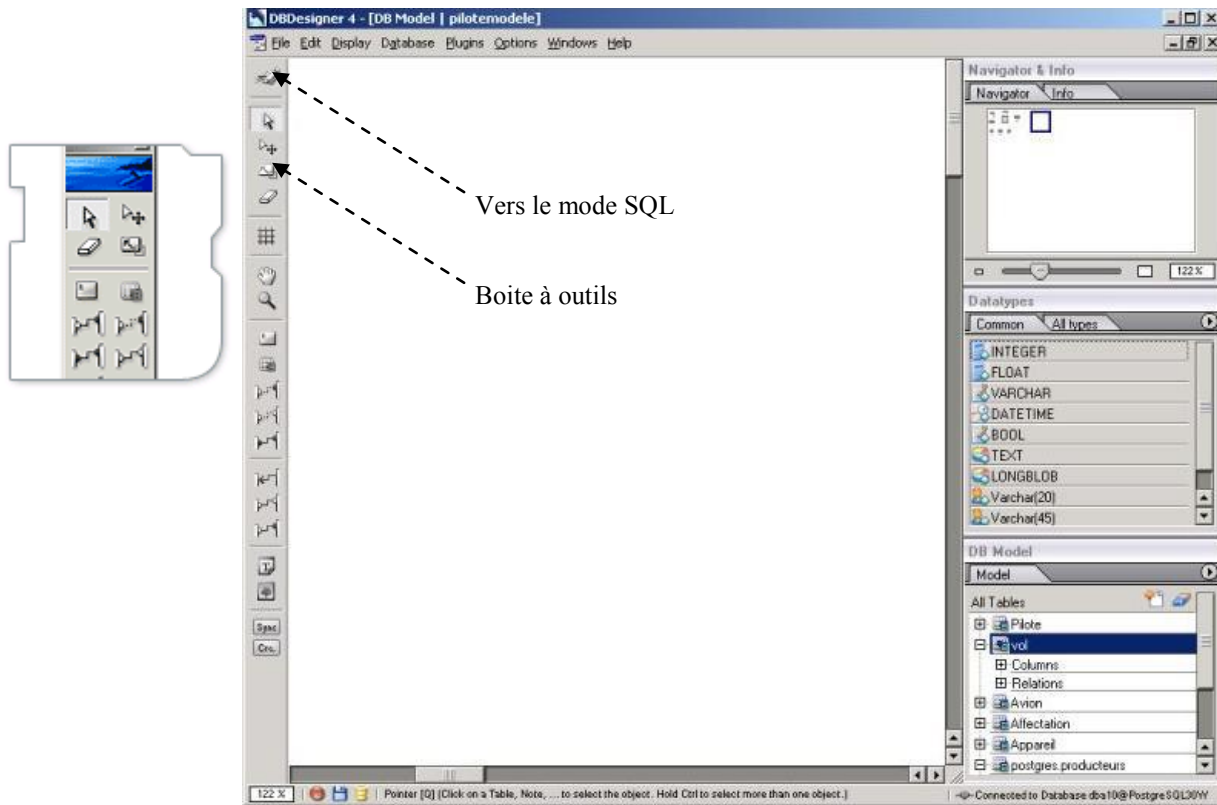 DBDesigner 4 - [DB Model | pilotemodele]
File Edit Display Database Plugins Options Windows Help
Vers le mode SQL
Boite à outils
Navigator & Info
Navigator Info
122 %
Datatypes
Common All types
INTEGER
FLOAT
VARCHAR
DATETIME
BOOL
TEXT
LONGBLOB
Varchar(20)
Varchar(45)
DB Model
Model
All Tables
Pilote
vol
Columns
Relations
Avion
Affectation
Appareil
postgres.producteurs
Sync
122 % Pointer [Q] (Click on a Table, Note, ... to select the object. Hold Ctrl to select more than one object.)
Connected to Database dba10@